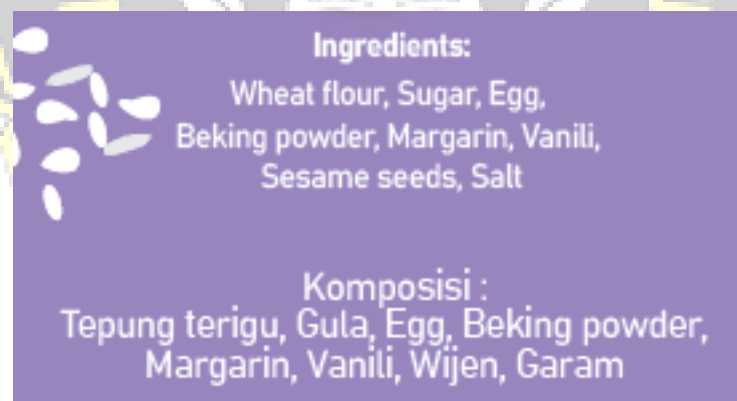 Ingredients:
Wheat flour, Sugar, Egg,
Beking powder, Margarin, Vanili,
Sesame seeds, Salt
Komposisi :
Tepung terigu, Gula, Egg, Beking powder,
Margarin, Vanili, Wijen, Garam